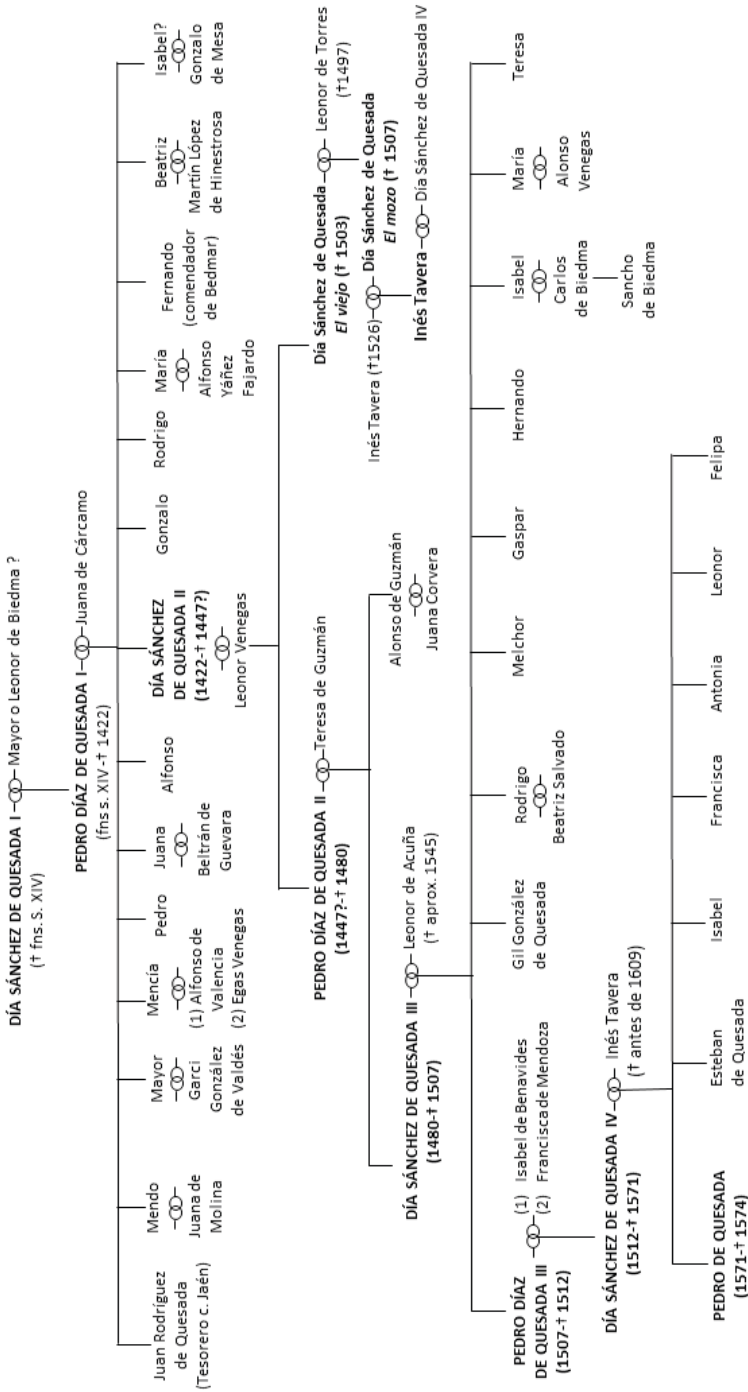 DÍA SÁNCHEZ DE QUESADA I
Mayor o Leonor de Biedma ?
(† fns. S. XIV)
PEDRO DÍAZ DE QUESADA I
Juana de Cárcamo
(fns s. XIV-† 1422)
Juan Rodríguez
de Quesada
(Tesorero c. Jaén)
Mendo
Juana de
Molina
Mayor
Garci
González
de Valdés
Mencía
(1) Alfonso de
Valencia
(2) Egas Venegas
Pedro
Juana
Beltrán de
Guevara
Alfonso
DÍA SÁNCHEZ
DE QUESADA II
(1422-† 1447?)
Leonor Venegas
Gonzalo
Rodrigo
María
Alfonso
Yáñez
Fajardo
Fernando
(comendador
de Bedmar)
Beatriz
Martín López
de Hinestrosa
Isabel?
Gonzalo
de Mesa
PEDRO DÍAZ DE QUESADA II
Teresa de Guzmán
(1447?-† 1480)
Día Sánchez de Quesada
Leonor de Torres
El viejo († 1503)
(†1497)
Inés Tavera (†1526)
Día Sánchez de Quesada
El mozo († 1507)
Inés Tavera
Día Sánchez de Quesada IV
DÍA SÁNCHEZ DE QUESADA III
Leonor de Acuña
(1480-† 1507)
(† aprox. 1545)
Alonso de Guzmán
Juana Corvera
PEDRO DÍAZ
DE QUESADA III
(1507-† 1512)
(1) Isabel de Benavides
(2) Francisca de Mendoza
Gil González
de Quesada
Rodrigo
Beatriz Salvado
Melchor
Gaspar
Hernando
Isabel
Carlos
de Biedma
Sancho
de Biedma
María
Alonso
Venegas
Teresa
DÍA SÁNCHEZ DE QUESADA IV
Inés Tavera
(1512-† 1571)
(† antes de 1609)
PEDRO DE QUESADA
(1571-† 1574)
Esteban
de Quesada
Isabel
Francisca
Antonia
Leonor
Felipa